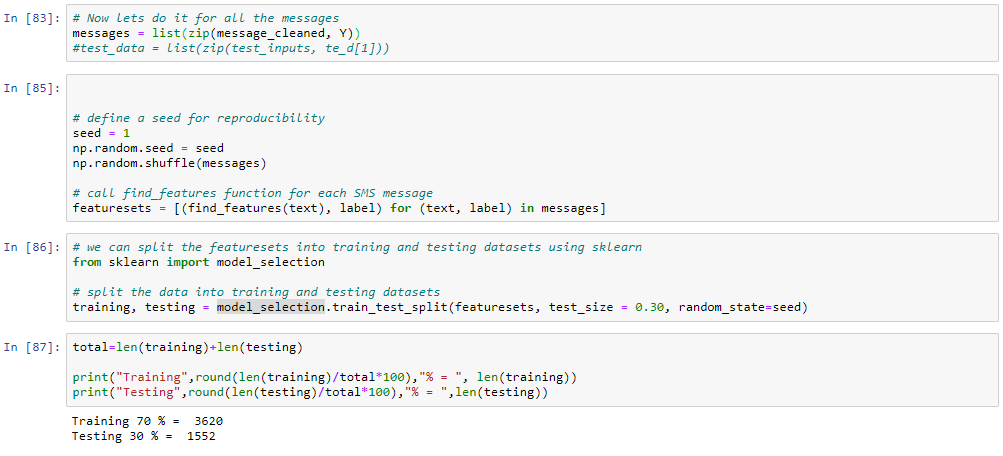 In [83]: # Now lets do it for all the messages
messages = list(zip(message_cleaned, Y))
#test_data = list(zip(test_inputs, te_d[1]))
In [85]:
# define a seed for reproducibility
seed = 1
np.random.seed = seed
np.random.shuffle(messages)
# call find_features function for each SMS message
featuresets = [(find_features(text), label) for (text, label) in messages]
In [86]: # we can split the featuresets into training and testing datasets using sklearn
from sklearn import model_selection
# split the data into training and testing datasets
training, testing = model_selection.train_test_split(featuresets, test_size = 0.30, random_state=seed)
In [87]: total=len(training)+len(testing)
print("Training",round(len(training)/total*100),"% = ", len(training))
print("Testing",round(len(testing)/total*100),"% = ",len(testing))
Training 70 % =  3620
Testing 30 % =  1552